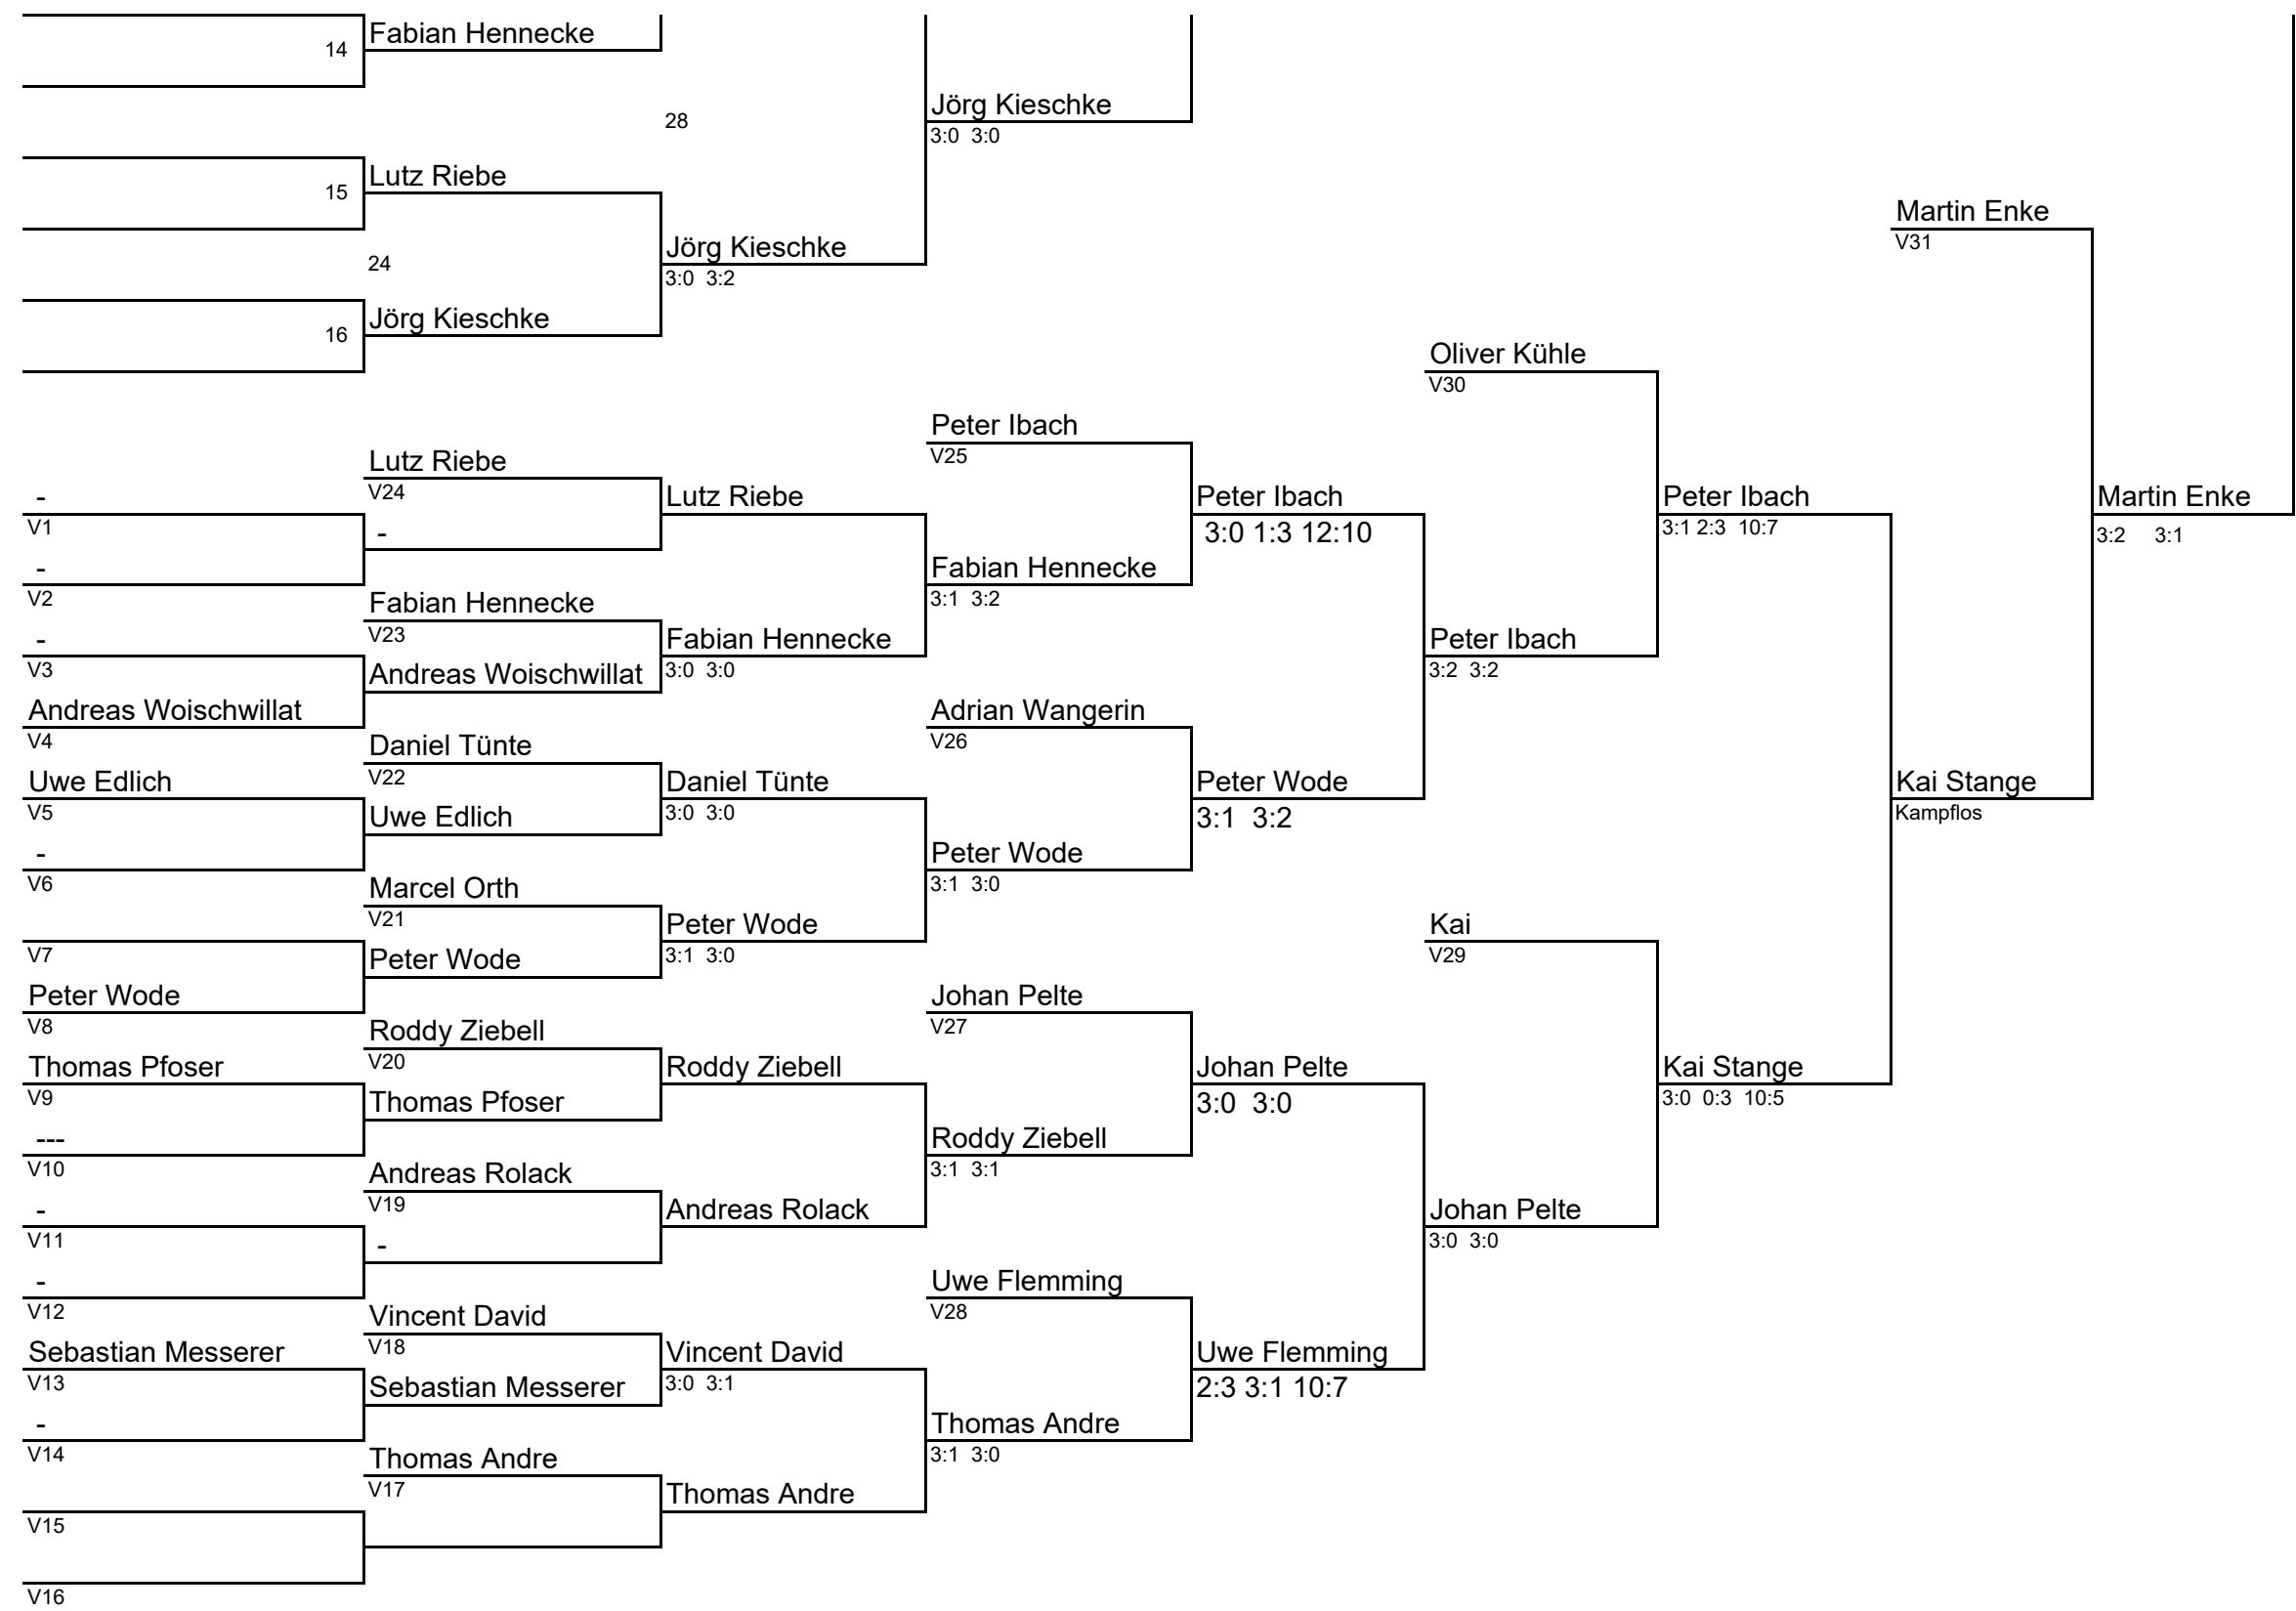 Fabian Hennecke
14
Jörg Kieschke
28
3:0 3:0
Lutz Riebe
15
Martin Enke
V31
Jörg Kieschke
24
3:0 3:2
Jörg Kieschke
16
Oliver Kühle
V30
Peter Ibach
V25
Lutz Riebe
V24
-
Lutz Riebe
Peter Ibach
Peter Ibach
Martin Enke
V1
-
3:0 1:3 12:10
3:1 2:3 10:7
3:2 3:1
-
Fabian Hennecke
V2
3:1 3:2
Fabian Hennecke
V23
-
Fabian Hennecke
Peter Ibach
V3
Andreas Woischwillat
3:0 3:0
3:2 3:2
Andreas Woischwillat
Adrian Wangerin
V4
V26
Daniel Tünte
V22
Uwe Edlich
Daniel Tünte
Peter Wode
Kai Stange
V5
Uwe Edlich
3:0 3:0
3:1 3:2
Kampflos
-
Peter Wode
V6
3:1 3:0
Marcel Orth
V21
Peter Wode
Kai
V7
Peter Wode
3:1 3:0
V29
Peter Wode
Johan Pelte
V8
V27
Roddy Ziebell
V20
Thomas Pfoser
Roddy Ziebell
Johan Pelte
Kai Stange
V9
Thomas Pfoser
3:0 3:0
3:0 0:3 10:5
---
Roddy Ziebell
V10
3:1 3:1
Andreas Rolack
V19
-
Andreas Rolack
Johan Pelte
V11
-
3:0 3:0
-
Uwe Flemming
V12
V28
Vincent David
V18
Sebastian Messerer
Vincent David
Uwe Flemming
V13
Sebastian Messerer
3:0 3:1
2:3 3:1 10:7
-
Thomas Andre
V14
3:1 3:0
Thomas Andre
V17
Thomas Andre
V15
V16